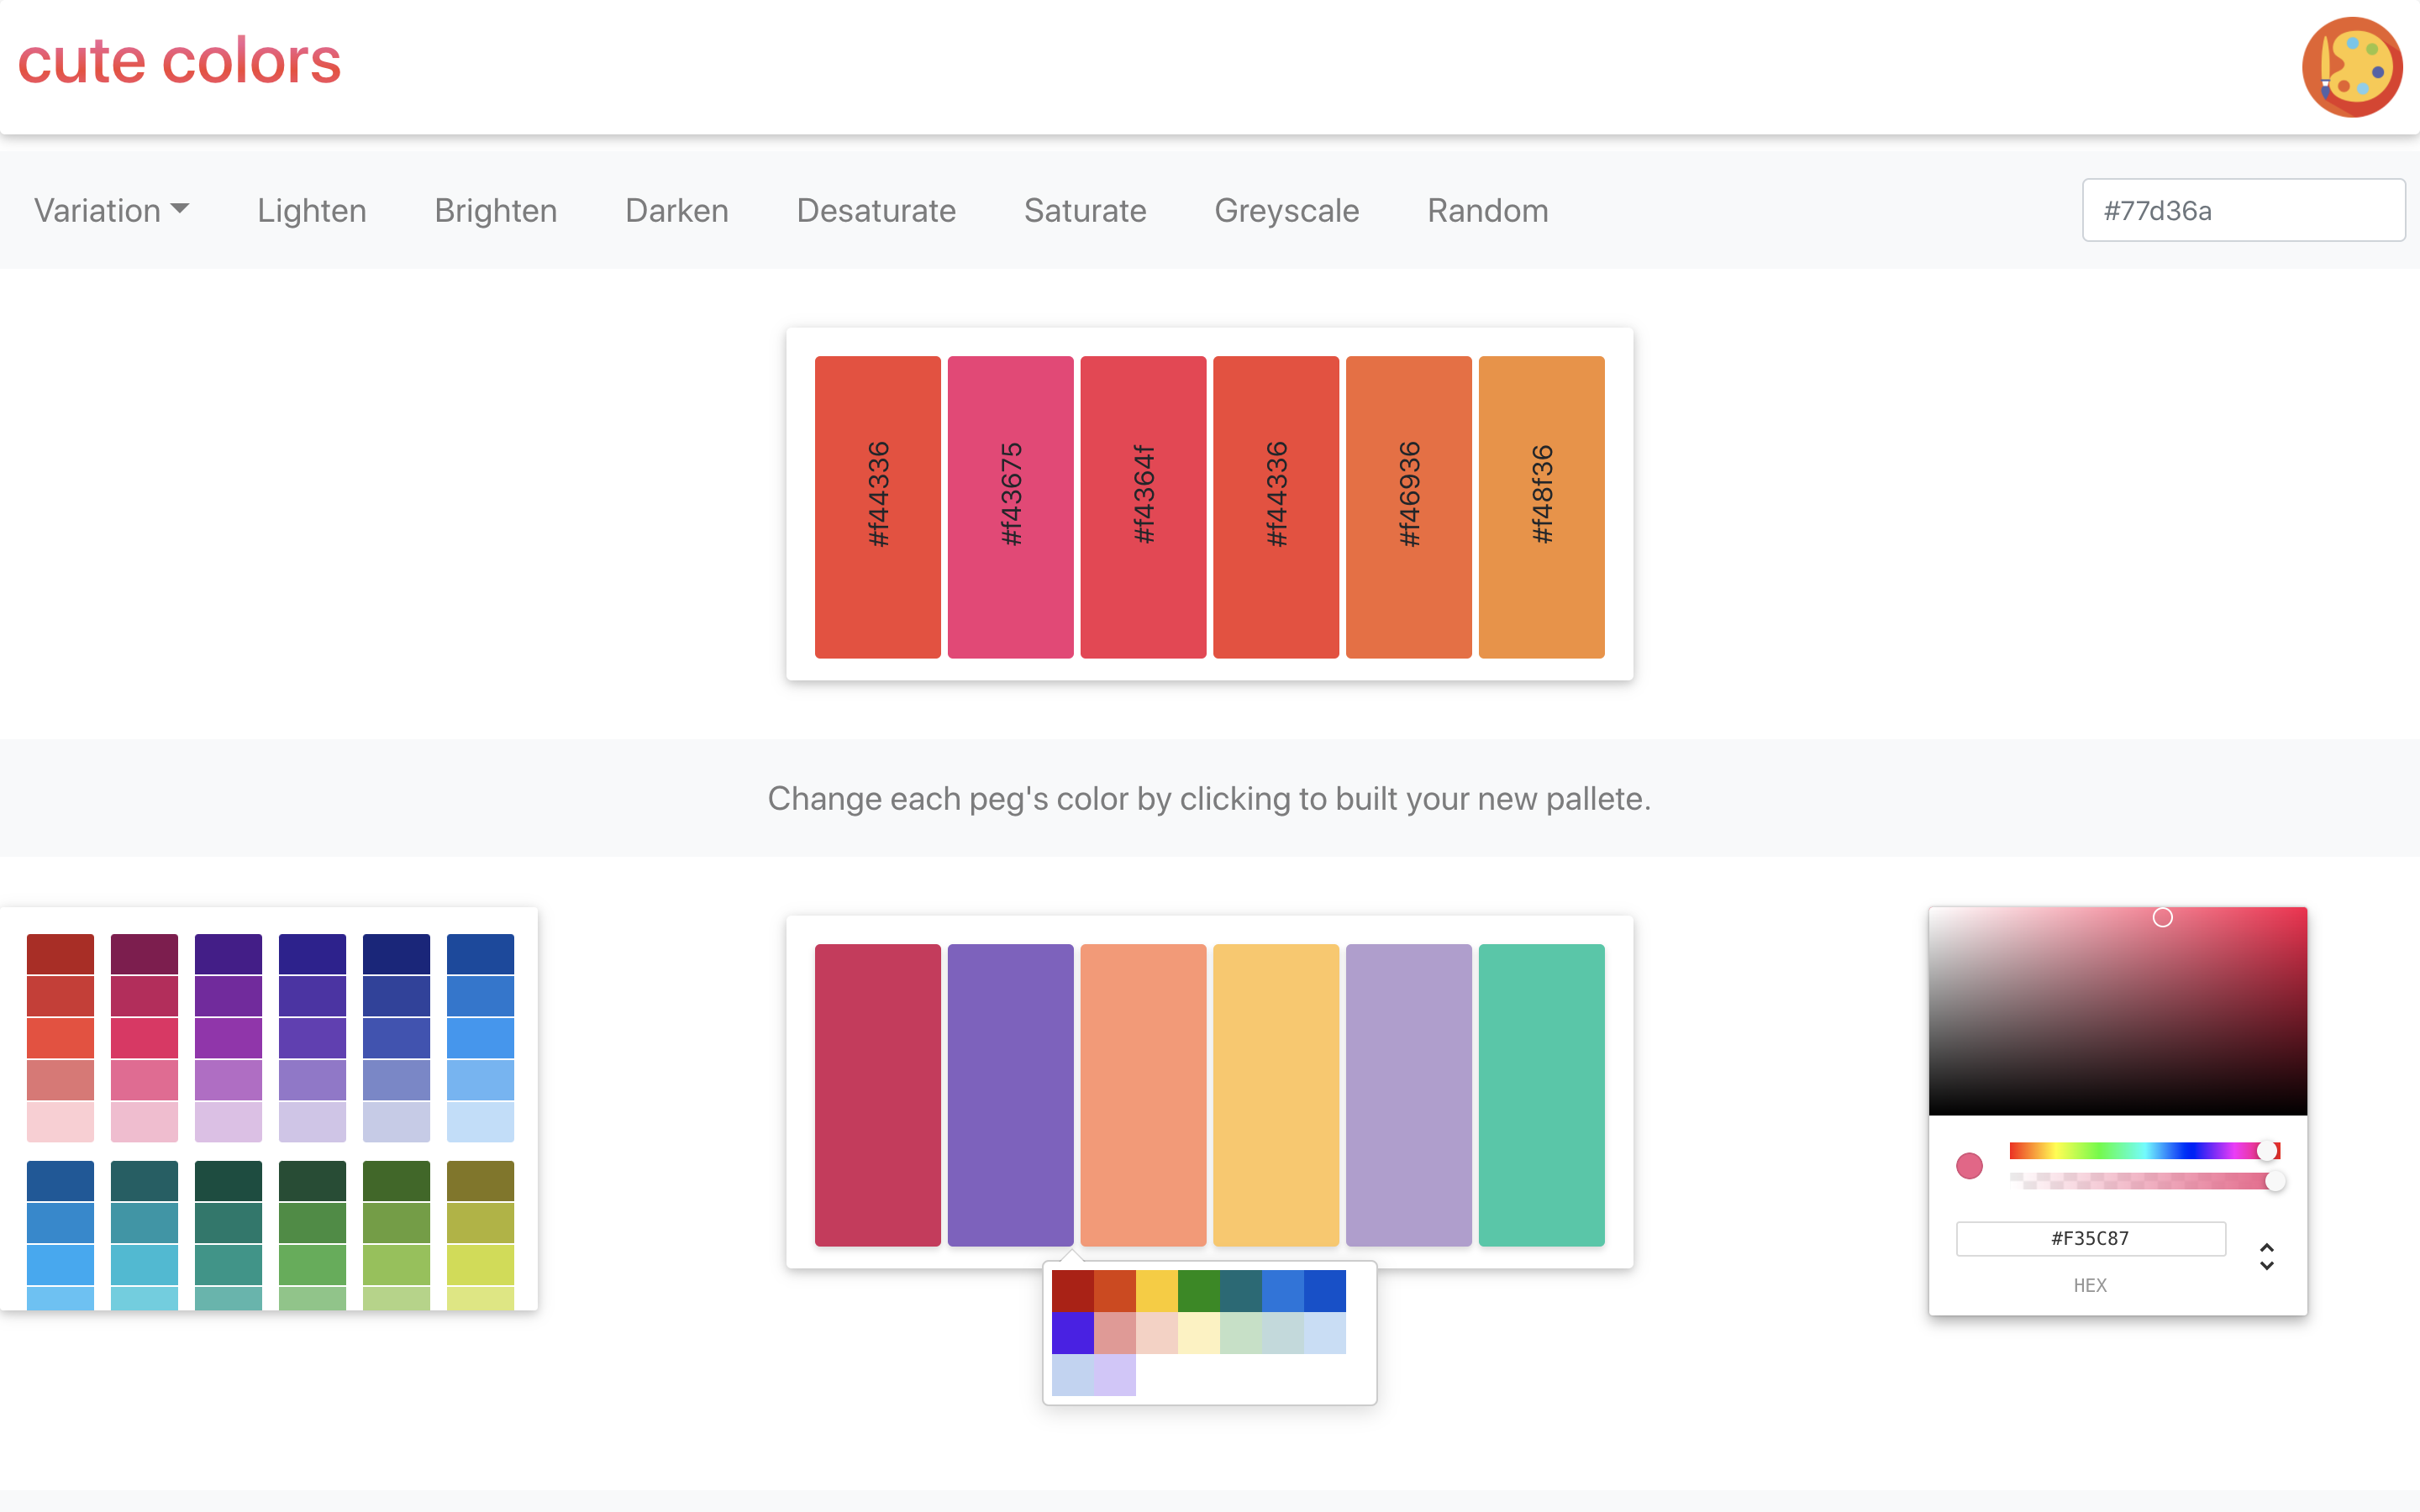 cute colors
Variation Lighten Brighten Darken Desaturate Saturate Greyscale Random #77d36a
#f44336 #f43675 #f4364f #f44336 #f46936 #f48f36
Change each peg's color by clicking to built your new pallete.
#F35C87
HEX